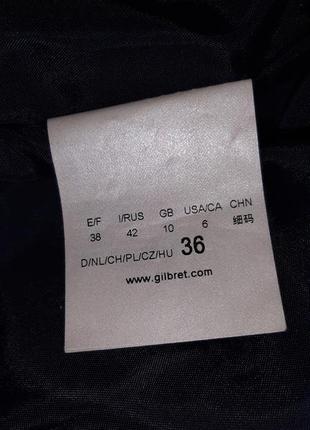 E/F I/RUS GB USA/CA CHN
38 42 10 6 细码
D/NL/CH/PL/CZ/HU 36
www.gilbret.com